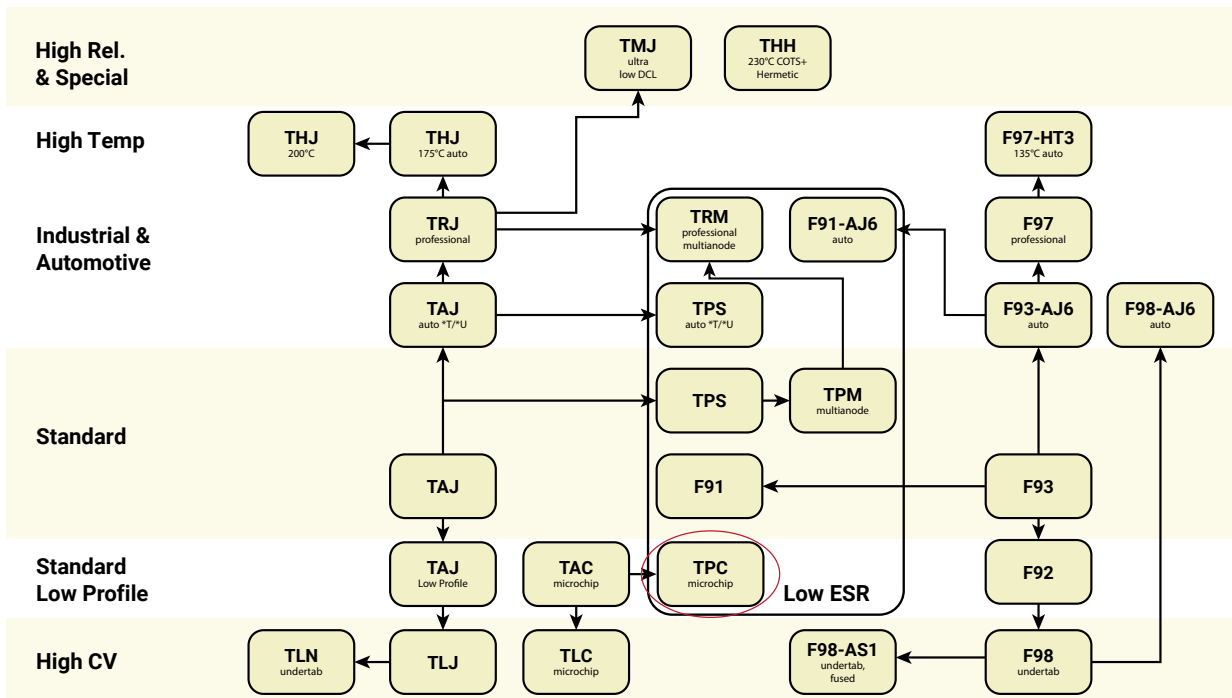 High Rel.
& Special
TMJ
ultra
low DCL
THH
230°C COTS+
Hermetic
High Temp
THJ
200°C
THJ
175°C auto
F97-HT3
135°C auto
Industrial &
Automotive
TRJ
professional
TRM
professional
multianode
F91-AJ6
auto
F97
professional
TAJ
auto *T/*U
TPS
auto *T/*U
F93-AJ6
auto
F98-AJ6
auto
Standard
TPS
TPM
multianode
TAJ
F91
F93
Standard
Low Profile
TAJ
Low Profile
TAC
microchip
TPC
microchip
Low ESR
F92
High CV
TLN
undertab
TLJ
TLC
microchip
F98-AS1
undertab,
fused
F98
undertab